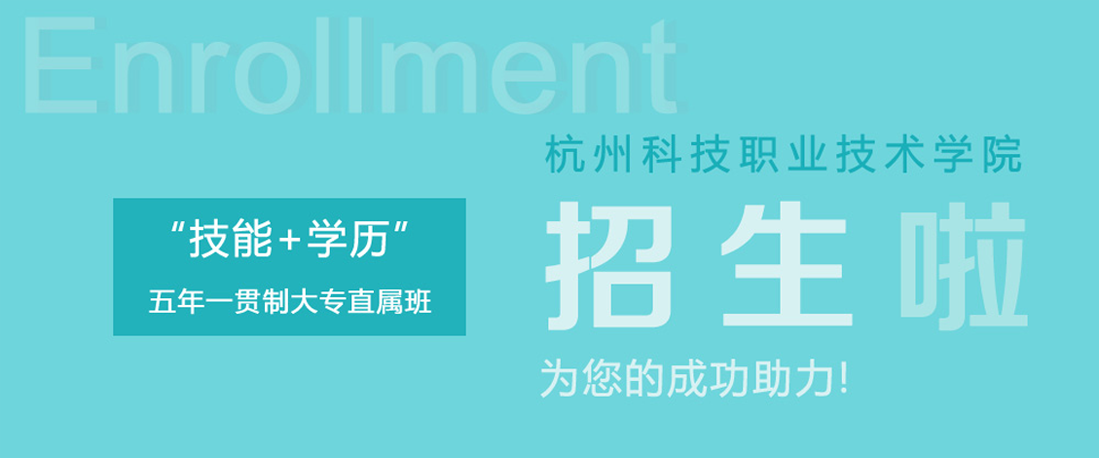 Enrollment
杭州科技职业技术学院
“技能+学历”
五年一贯制大专直属班
招生啦
为您的成功助力!